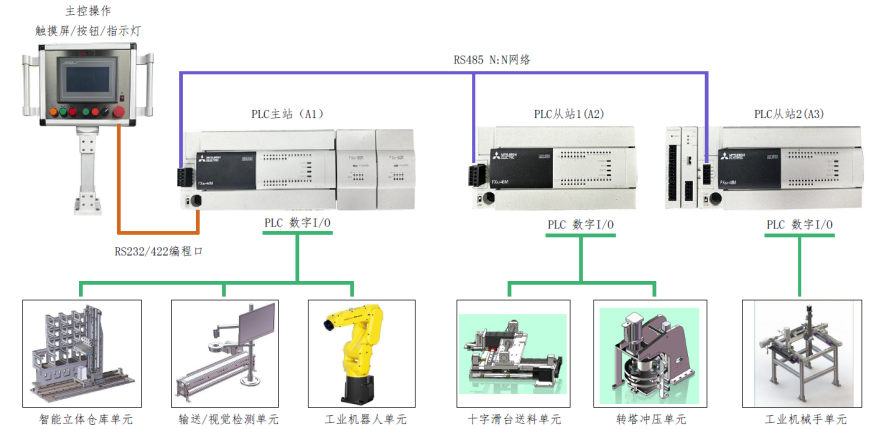 主控操作
触摸屏/按钮/指示灯
RS485 N:N网络
PLC主站（A1）
PLC从站1(A2)
PLC从站2(A3)
PLC 数字I/O
PLC 数字I/O
PLC 数字I/O
RS232/422编程口
智能立体仓库单元
输送/视觉检测单元
工业机器人单元
十字滑台送料单元
转塔冲压单元
工业机械手单元